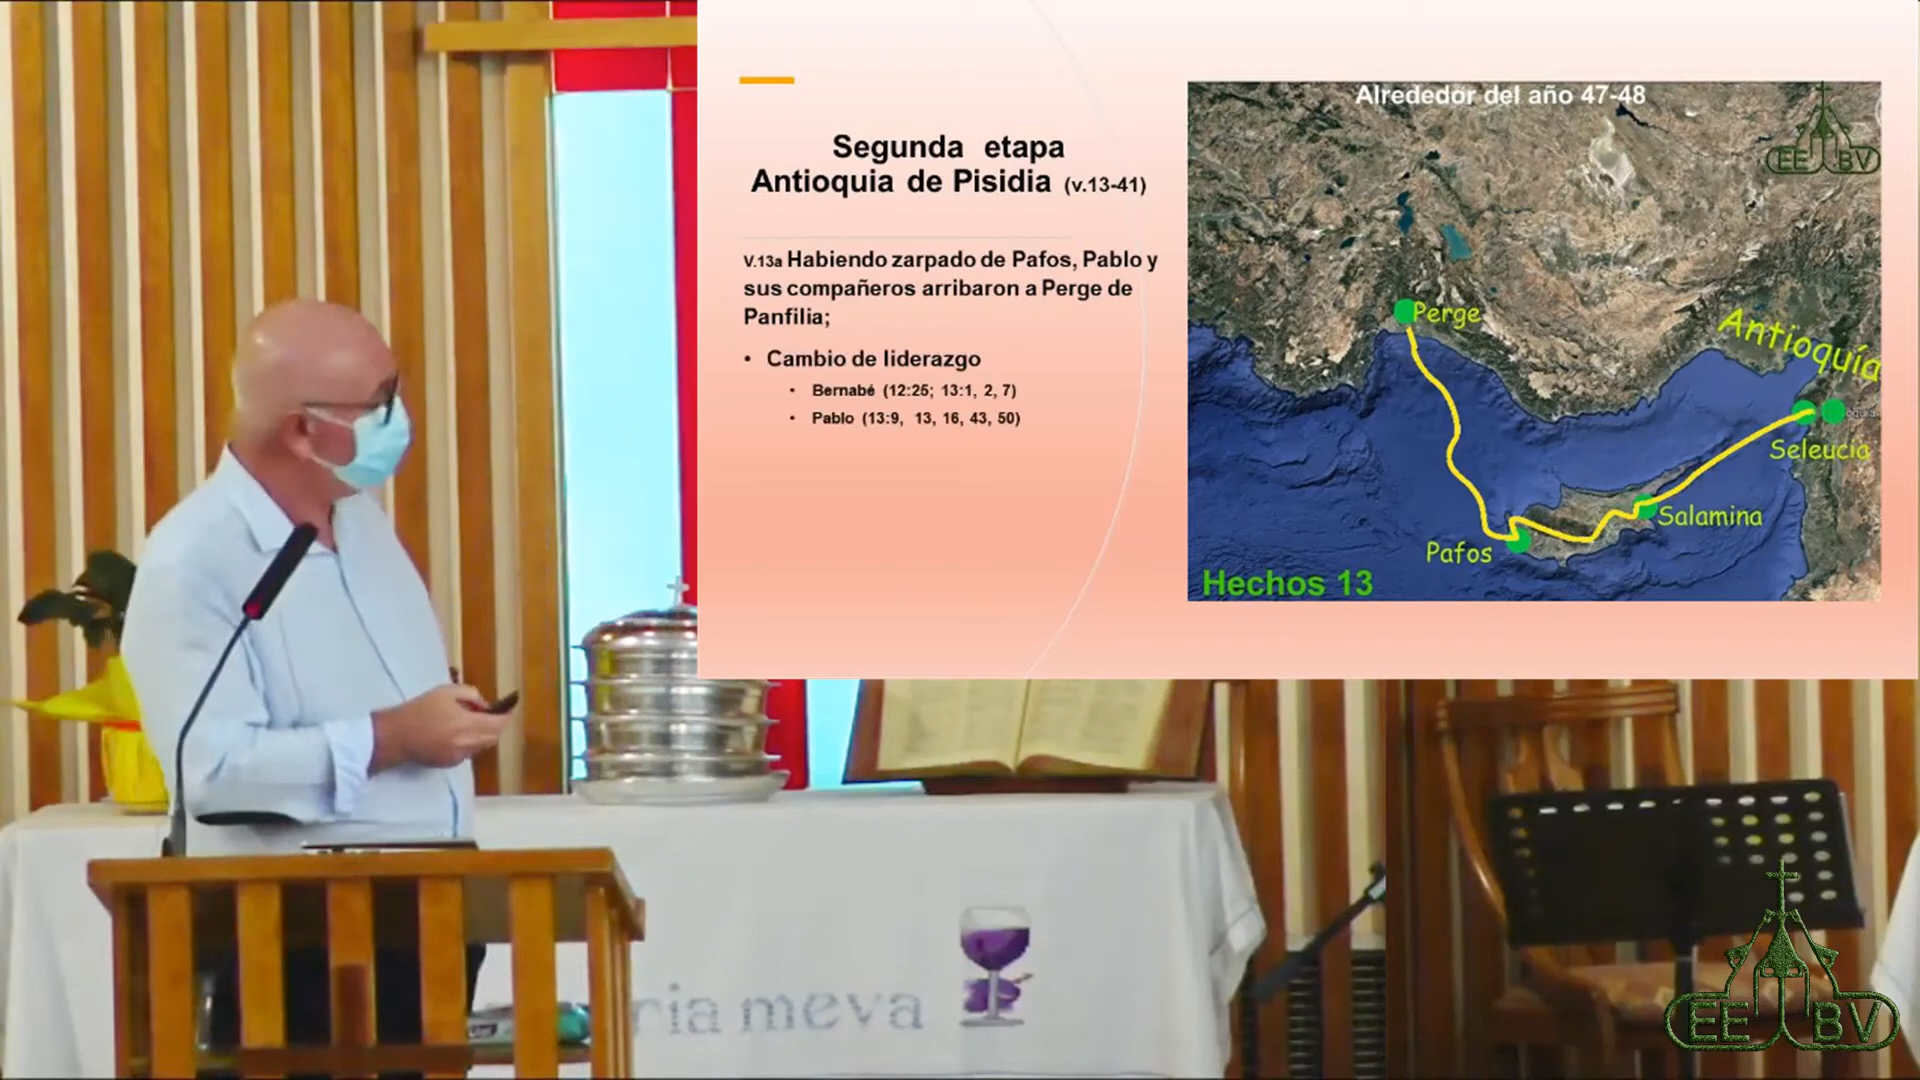 Segunda etapa
Antioquia de Pisidia (v.13-41)
V.13a Habiendo zarpado de Pafos, Pablo y
sus compañeros arribaron a Perge de
Panfilia;
• Cambio de liderazgo
• Bernabé (12:25; 13:1, 2, 7)
• Pablo (13:9, 13, 16, 43, 50)
Alrededor del año 47-48
EE BV
Perge
Antioquía
Seleucia
Salamina
Pafos
Hechos 13
ria meva
EE BV